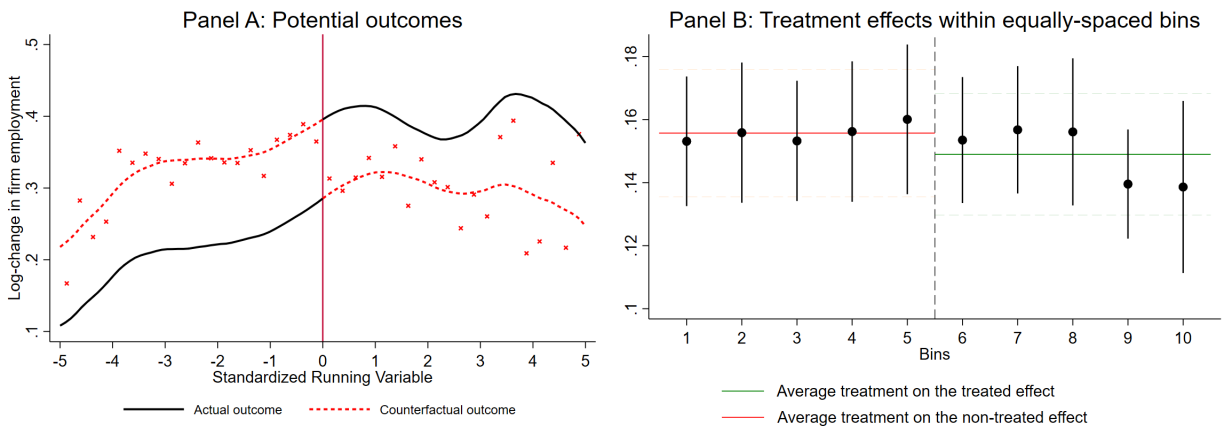 Panel A: Potential outcomes
Log-change in firm employment
.5
.4
.3
.2
.1
-5 -4 -3 -2 -1 0 1 2 3 4 5
Standardized Running Variable
Actual outcome Counterfactual outcome
Panel B: Treatment effects within equally-spaced bins
.18
.16
.14
.12
.1
1 2 3 4 5 6 7 8 9 10
Bins
Average treatment on the treated effect
Average treatment on the non-treated effect